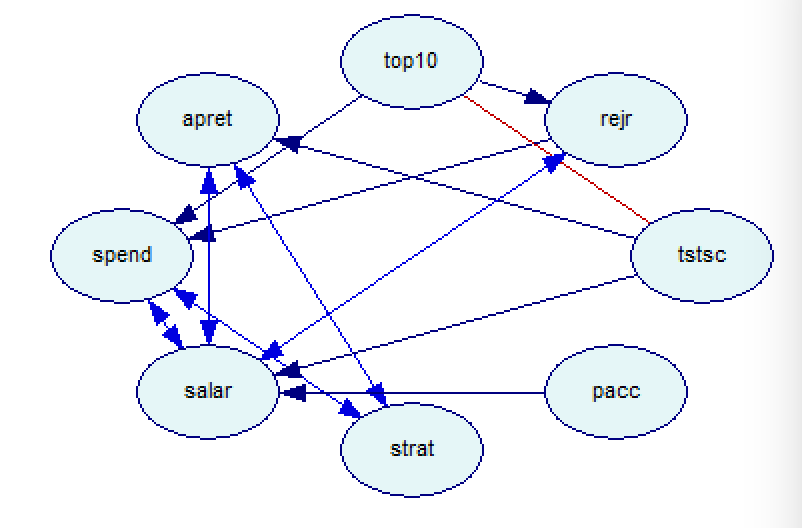 top10
apret
rejr
spend
tstsc
salar
pacc
strat